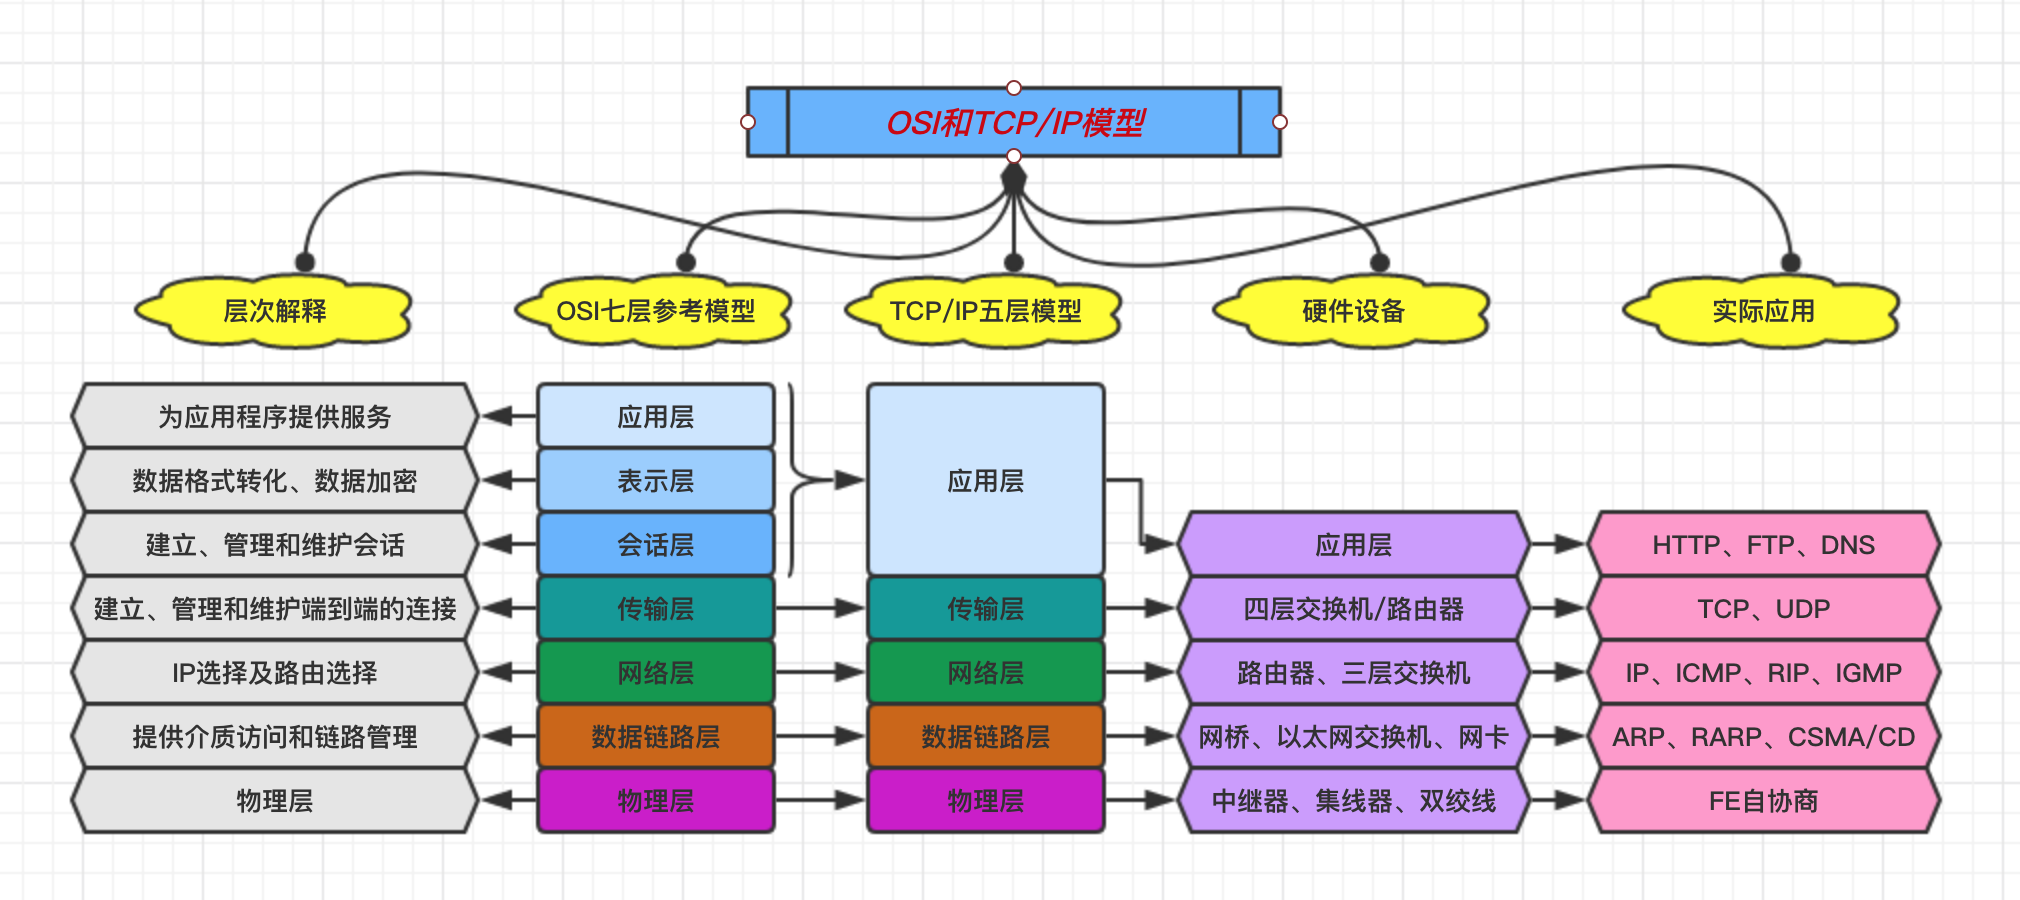 OSI和TCP/IP模型
层次解释
OSI七层参考模型
TCP/IP五层模型
硬件设备
实际应用
为应用程序提供服务
应用层
数据格式转化、数据加密
表示层
应用层
建立、管理和维护会话
会话层
应用层
HTTP、FTP、DNS
建立、管理和维护端到端的连接
传输层
传输层
四层交换机/路由器
TCP、UDP
IP选择及路由选择
网络层
网络层
路由器、三层交换机
IP、ICMP、RIP、IGMP
提供介质访问和链路管理
数据链路层
数据链路层
网桥、以太网交换机、网卡
ARP、RARP、CSMA/CD
物理层
物理层
物理层
中继器、集线器、双绞线
FE自协商